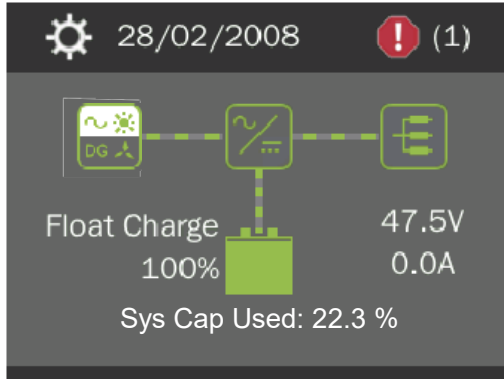 28/02/2008 ! (1)
DG
Float Charge 47.5V
100% 0.0A
Sys Cap Used: 22.3 %